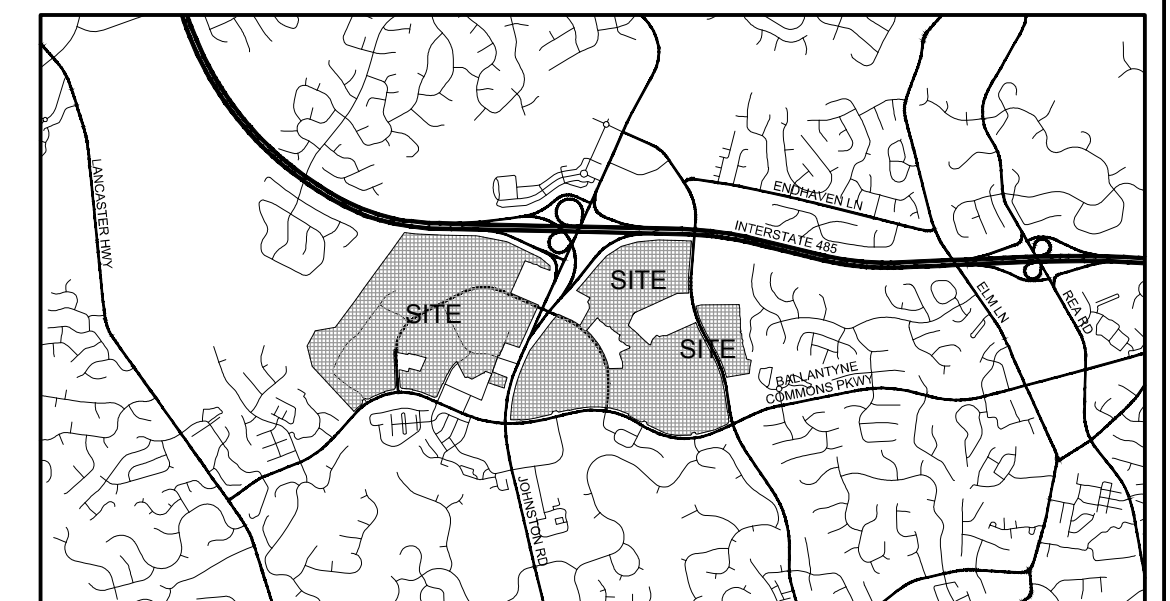 LANCASTER HWY
ENDHAVEN LN
INTERSTATE 485
SITE
SITE
SITE
ELM LN
REA RD
BALLANTYNE
COMMONS PKWY
JOHNSTON RD